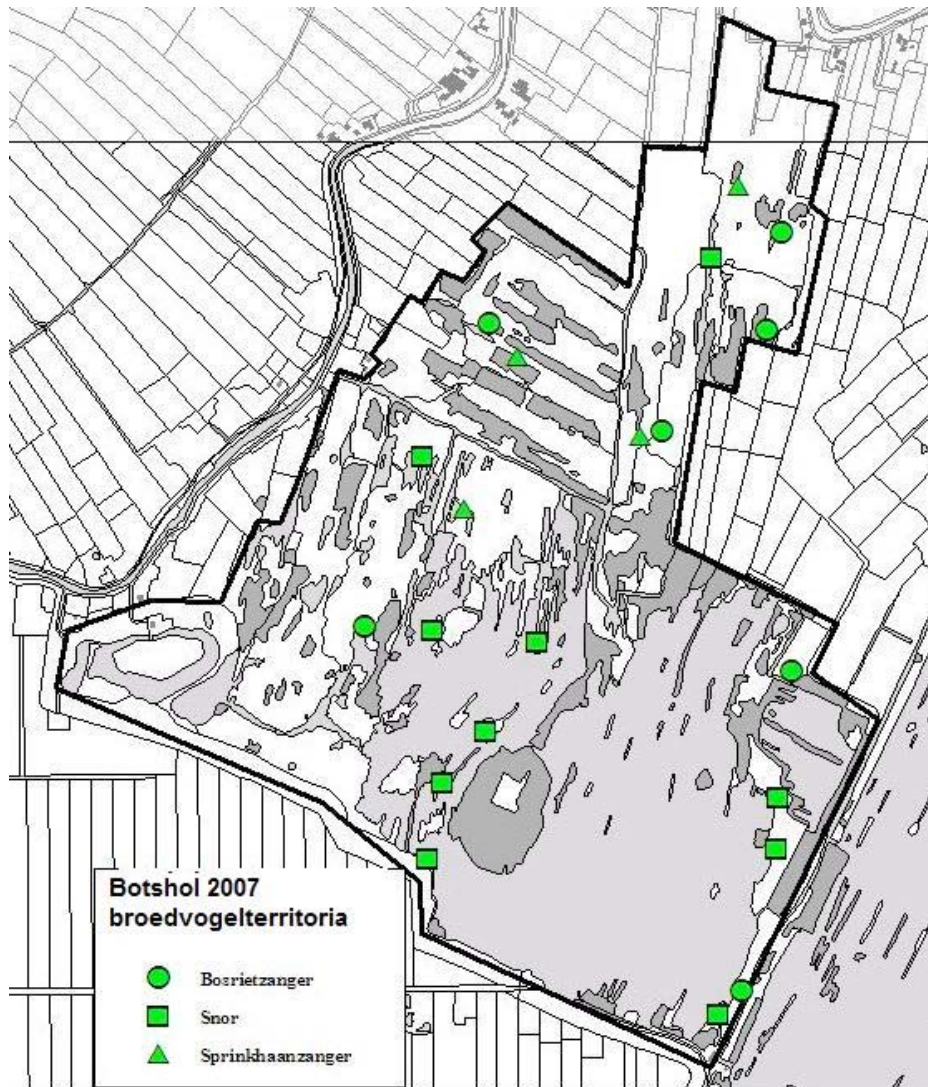 Botshol 2007
broedvogelterritoria
Bosrietzanger
Snor
Sprinkhaanzanger